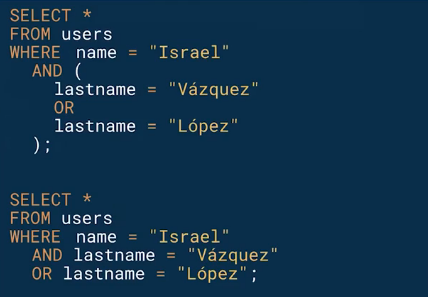 SELECT *
FROM users
WHERE name = "Israel"
AND (
lastname = "Vázquez"
OR
lastname = "López"
);
SELECT *
FROM users
WHERE name = "Israel"
AND lastname = "Vázquez"
OR lastname = "López";